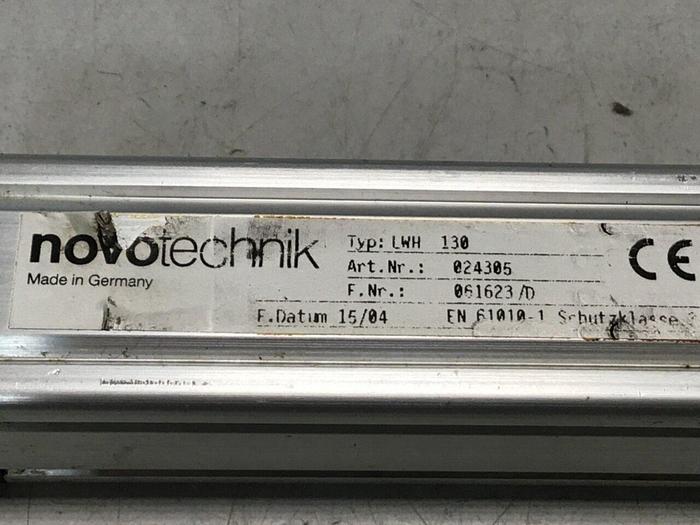 novotechnik
Made in Germany
Typ: LWH 130
Art.Nr.: 024305
F.Nr.: 061623/D
F.Datum 15/04 EN 61010-1 Schutzklasse
CE